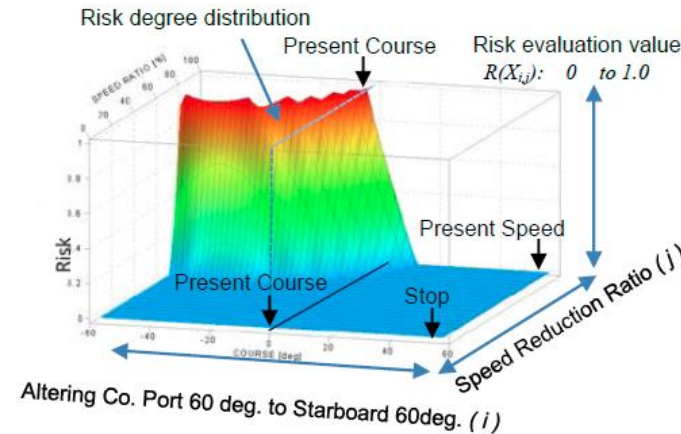 Risk degree distribution
Present Course
Risk evaluation value
R(Xi,j): 0 to 1.0
SPEED RATIO [%]
0 20 40 60 80 100
1
0.8
0.6
0.4
0.2
0
Risk
Present Speed
Present Course
Stop
-60 -40 -20 0 20 40 60
COURSE [deg]
Speed Reduction Ratio ( j )
Altering Co. Port 60 deg. to Starboard 60deg. ( i )